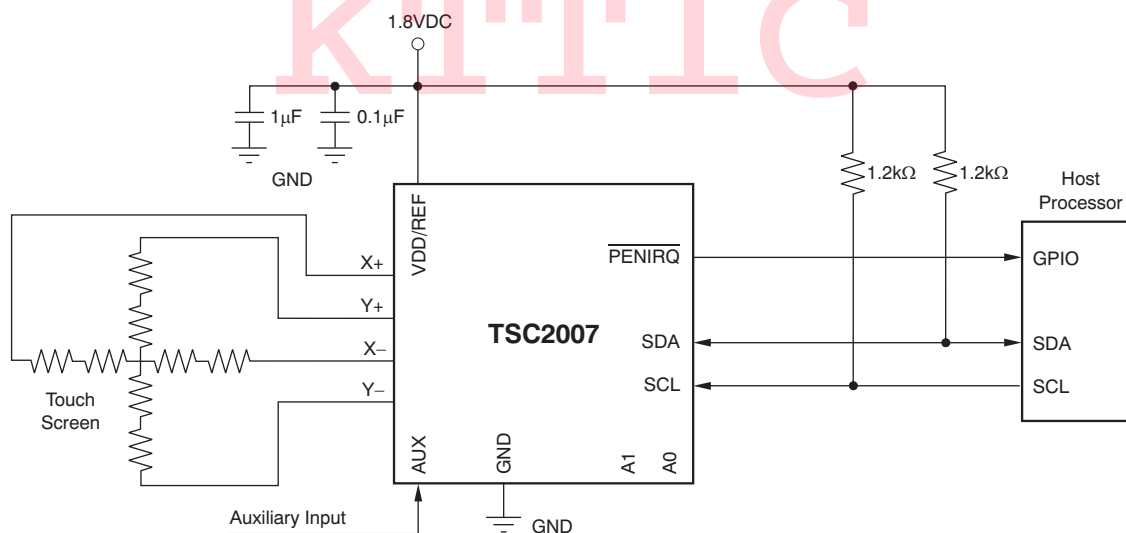 KITIC
1.8VDC
1μF
0.1μF
GND
1.2kΩ
1.2kΩ
Host
Processor
VDD/REF
PENIRQ
GPIO
X+
Y+
TSC2007
X−
SDA
SDA
Y−
SCL
SCL
Touch
Screen
AUX
GND
A1
A0
Auxiliary Input
GND